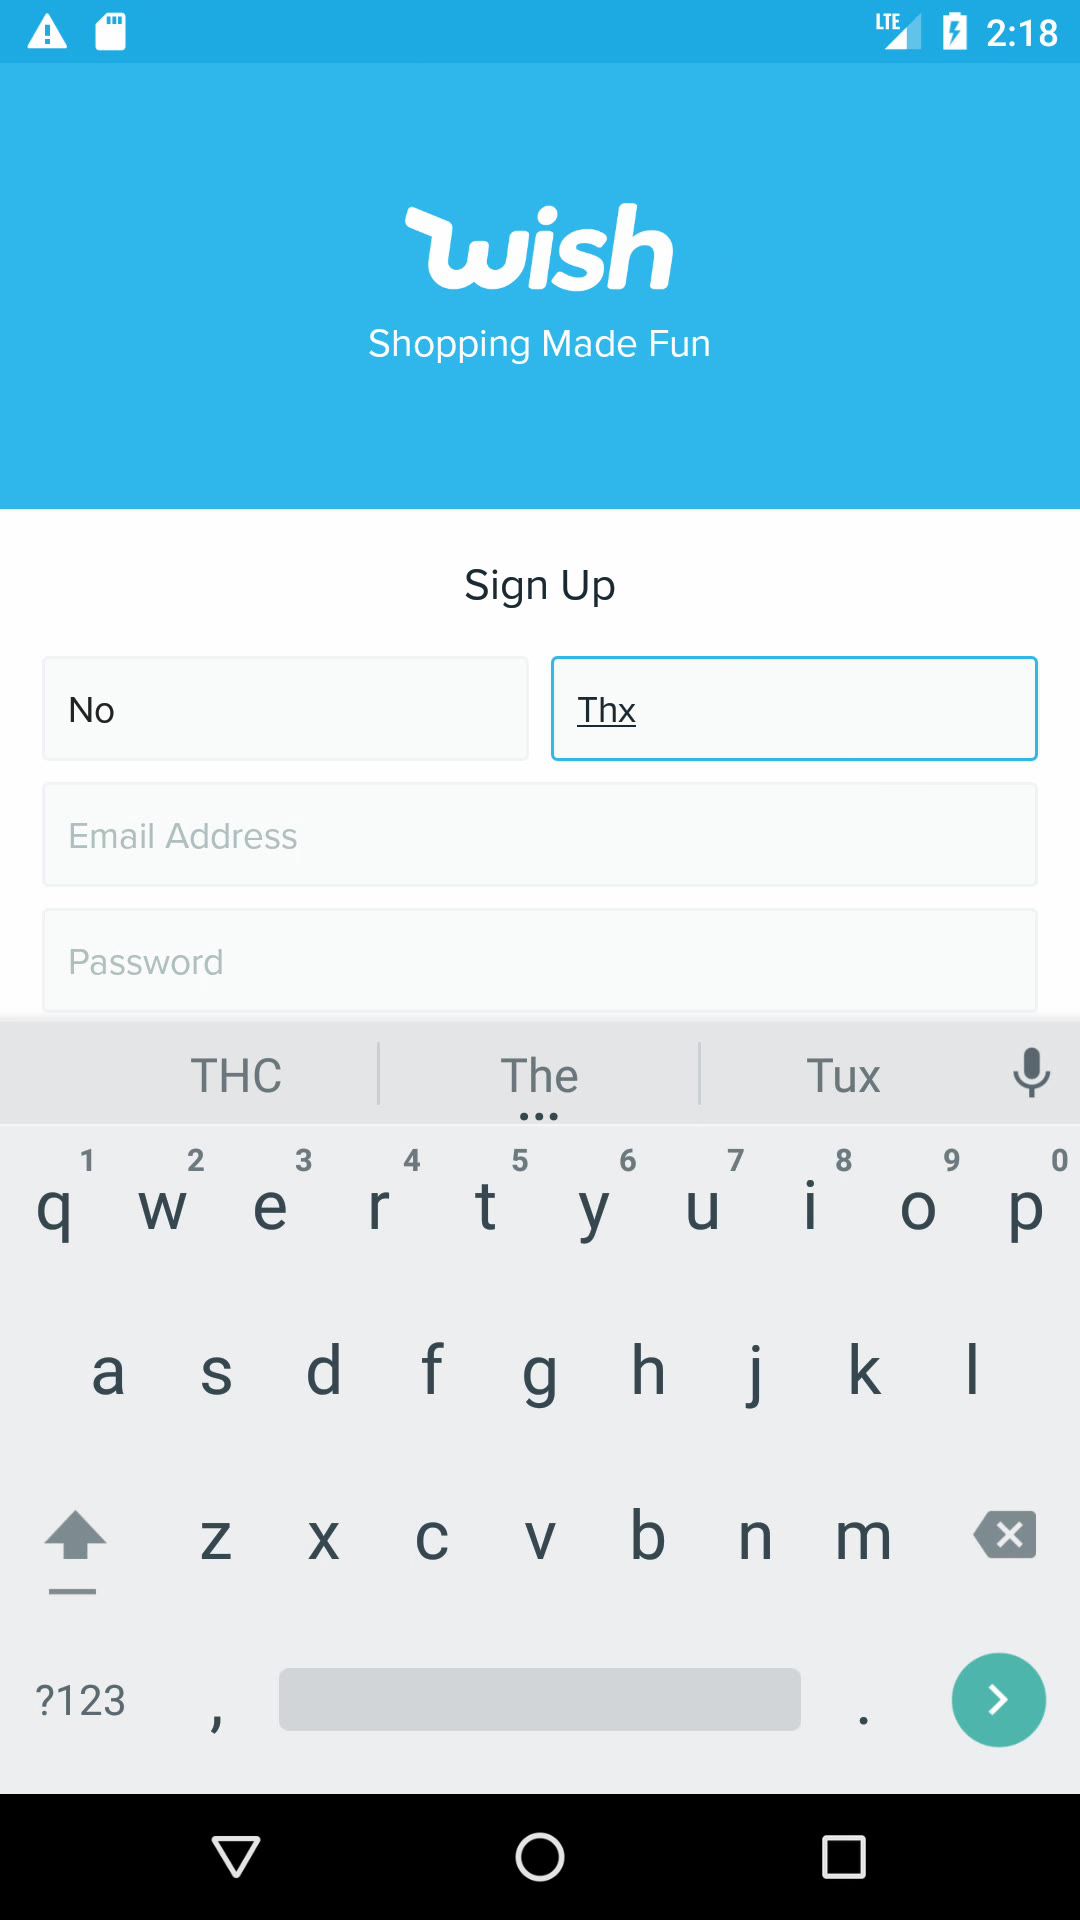 LTE 2:18
wish
Shopping Made Fun
Sign Up
No Thx
Email Address
Password
THC The Tux
1 2 3 4 5 6 7 8 9 0
q w e r t y u i o p
a s d f g h j k l
z x c v b n m
?123 , .